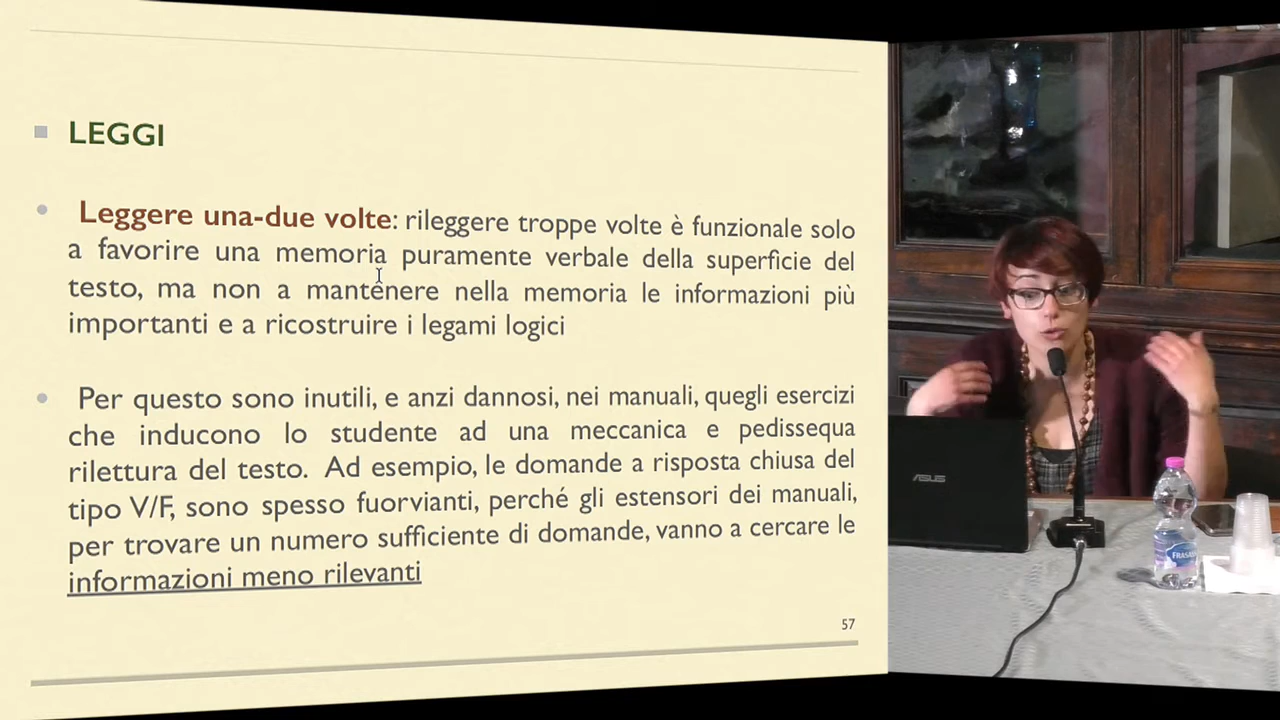 LEGGI
Leggere una-due volte: rileggere troppe volte è funzionale solo
a favorire una memoria puramente verbale della superficie del
testo, ma non a mantenere nella memoria le informazioni più
importanti e a ricostruire i legami logici
Per questo sono inutili, e anzi dannosi, nei manuali, quegli esercizi
che inducono lo studente ad una meccanica e pedissequa
rilettura del testo. Ad esempio, le domande a risposta chiusa del
tipo V/F, sono spesso fuorvianti, perché gli estensori dei manuali,
per trovare un numero sufficiente di domande, vanno a cercare le
informazioni meno rilevanti
57
ASUS